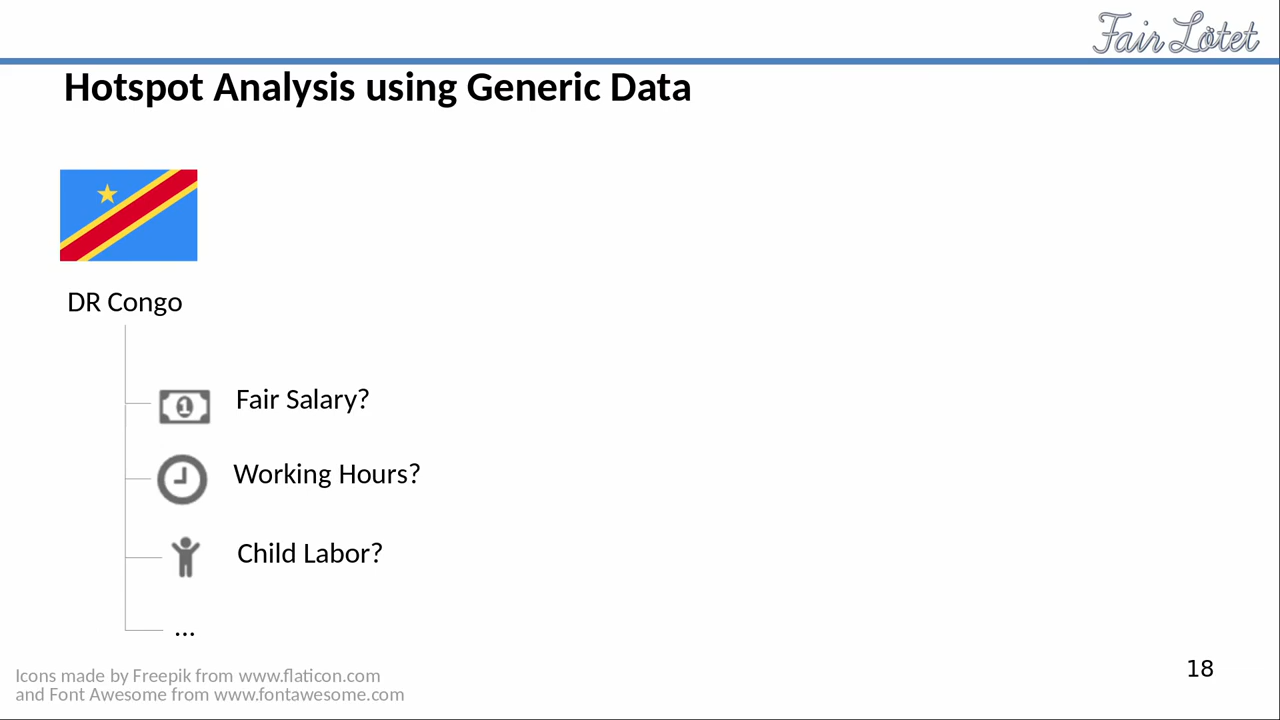 Fair Lötet
Hotspot Analysis using Generic Data
DR Congo
1
Fair Salary?
Working Hours?
Child Labor?
...
Icons made by Freepik from www.flaticon.com
and Font Awesome from www.fontawesome.com
18